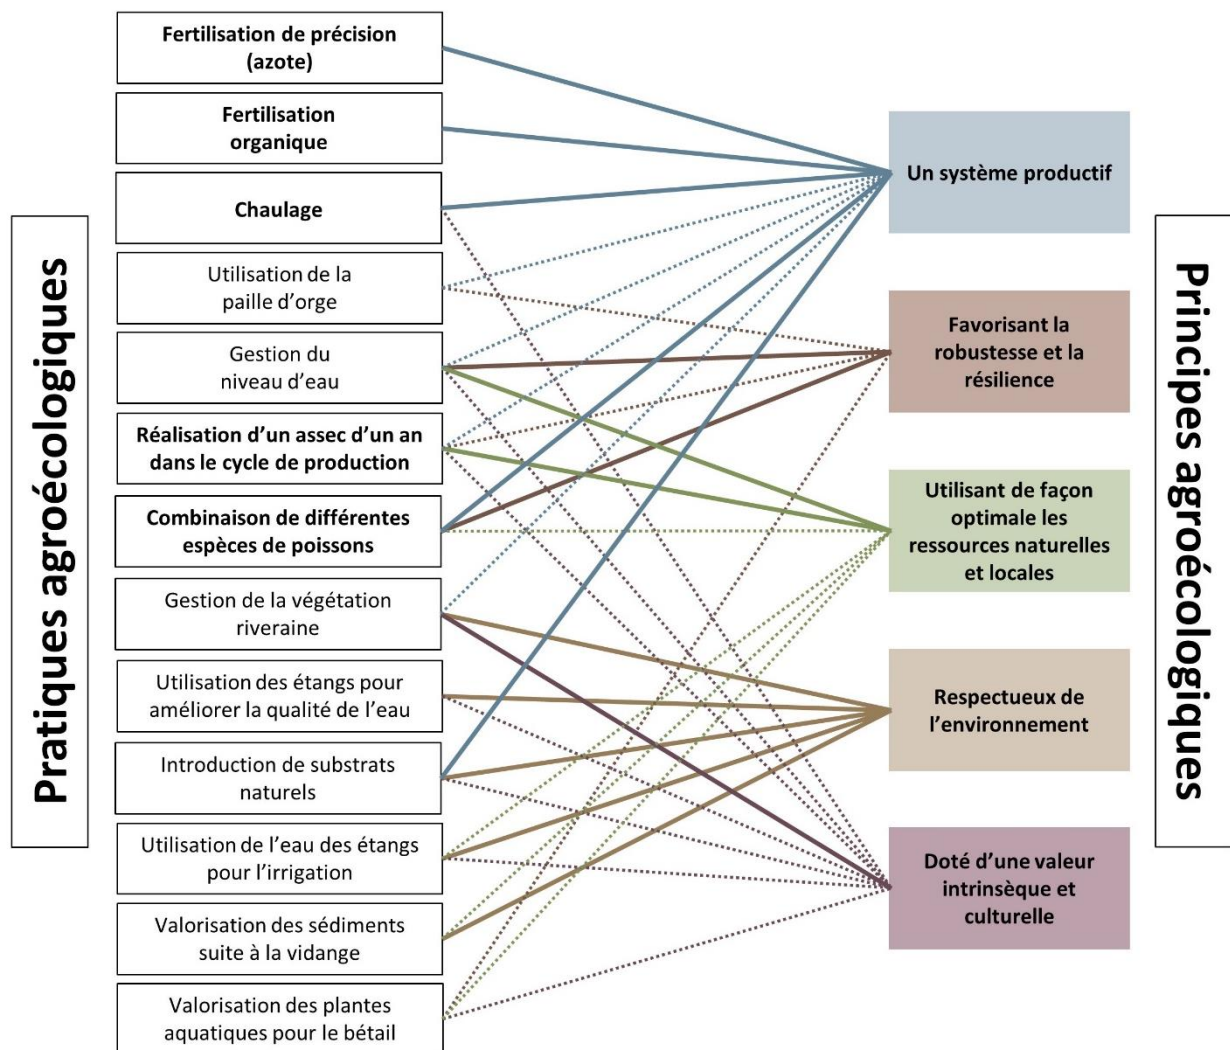 Pratiques agroécologiques
Fertilisation de précision
(azote)
Fertilisation
organique
Chaulage
Utilisation de la
paille d’orge
Gestion du
niveau d’eau
Réalisation d’un assec d’un an
dans le cycle de production
Combinaison de différentes
espèces de poissons
Gestion de la végétation
riveraine
Utilisation des étangs pour
améliorer la qualité de l’eau
Introduction de substrats
naturels
Utilisation de l’eau des étangs
pour l’irrigation
Valorisation des sédiments
suite à la vidange
Valorisation des plantes
aquatiques pour le bétail
Un système productif
Favorisant la
robustesse et la
résilience
Utilisant de façon
optimale les
ressources naturelles
et locales
Respectueux de
l’environnement
Doté d’une valeur
intrinsèque et
culturelle
Principes agroécologiques